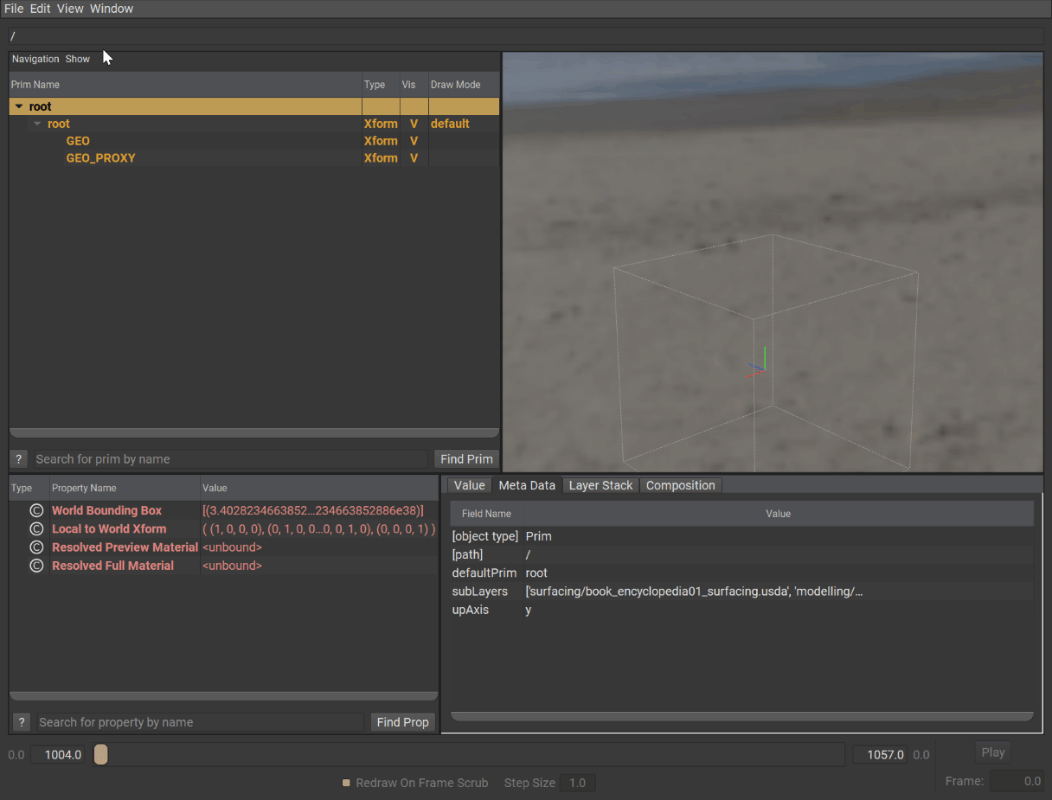 File Edit View Window
/
Navigation Show
Prim Name Type Vis Draw Mode
root
root Xform V default
GEO Xform V
GEO_PROXY Xform V
? Search for prim by name Find Prim
Type Property Name Value
C World Bounding Box [(3.4028234663852...234663852886e38)]
C Local to World Xform ( (1, 0, 0, 0), (0, 1, 0, 0...0, 0, 1, 0), (0, 0, 0, 1) )
C Resolved Preview Material <unbound>
C Resolved Full Material <unbound>
? Search for property by name Find Prop
Value Meta Data Layer Stack Composition
Field Name Value
[object type] Prim
[path] /
defaultPrim root
subLayers ['surfacing/book_encyclopedia01_surfacing.usda', 'modelling/...
upAxis y
0.0 1004.0 1057.0 0.0 Play
Redraw On Frame Scrub Step Size 1.0 Frame: 0.0